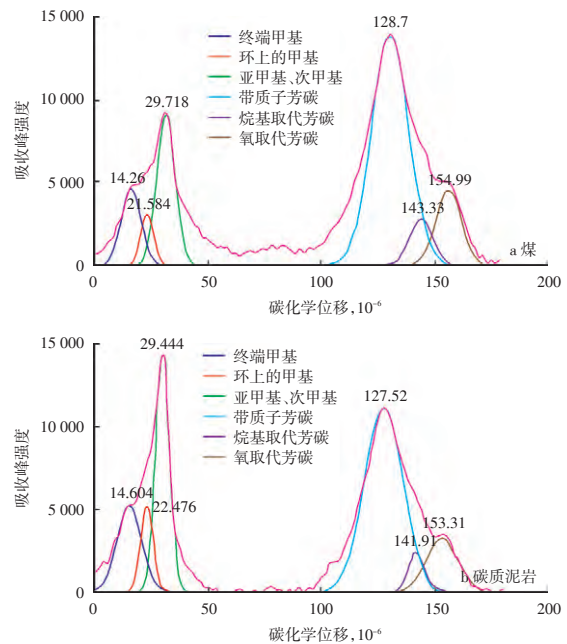 128.7
15 000
终端甲基
环上的甲基
亚甲基、次甲基
带质子芳碳
烷基取代芳碳
氧取代芳碳
29.718
10 000
吸收峰强度
14.26
5 000
21.584
154.99
143.33
a 煤
0
0 50 100 150 200
碳化学位移,10⁻⁶
15 000
29.444
终端甲基
环上的甲基
亚甲基、次甲基
带质子芳碳
烷基取代芳碳
氧取代芳碳
127.52
10 000
吸收峰强度
14.604
22.476
5 000
153.31
141.91
b 碳质泥岩
0
0 50 100 150 200
碳化学位移,10⁻⁶